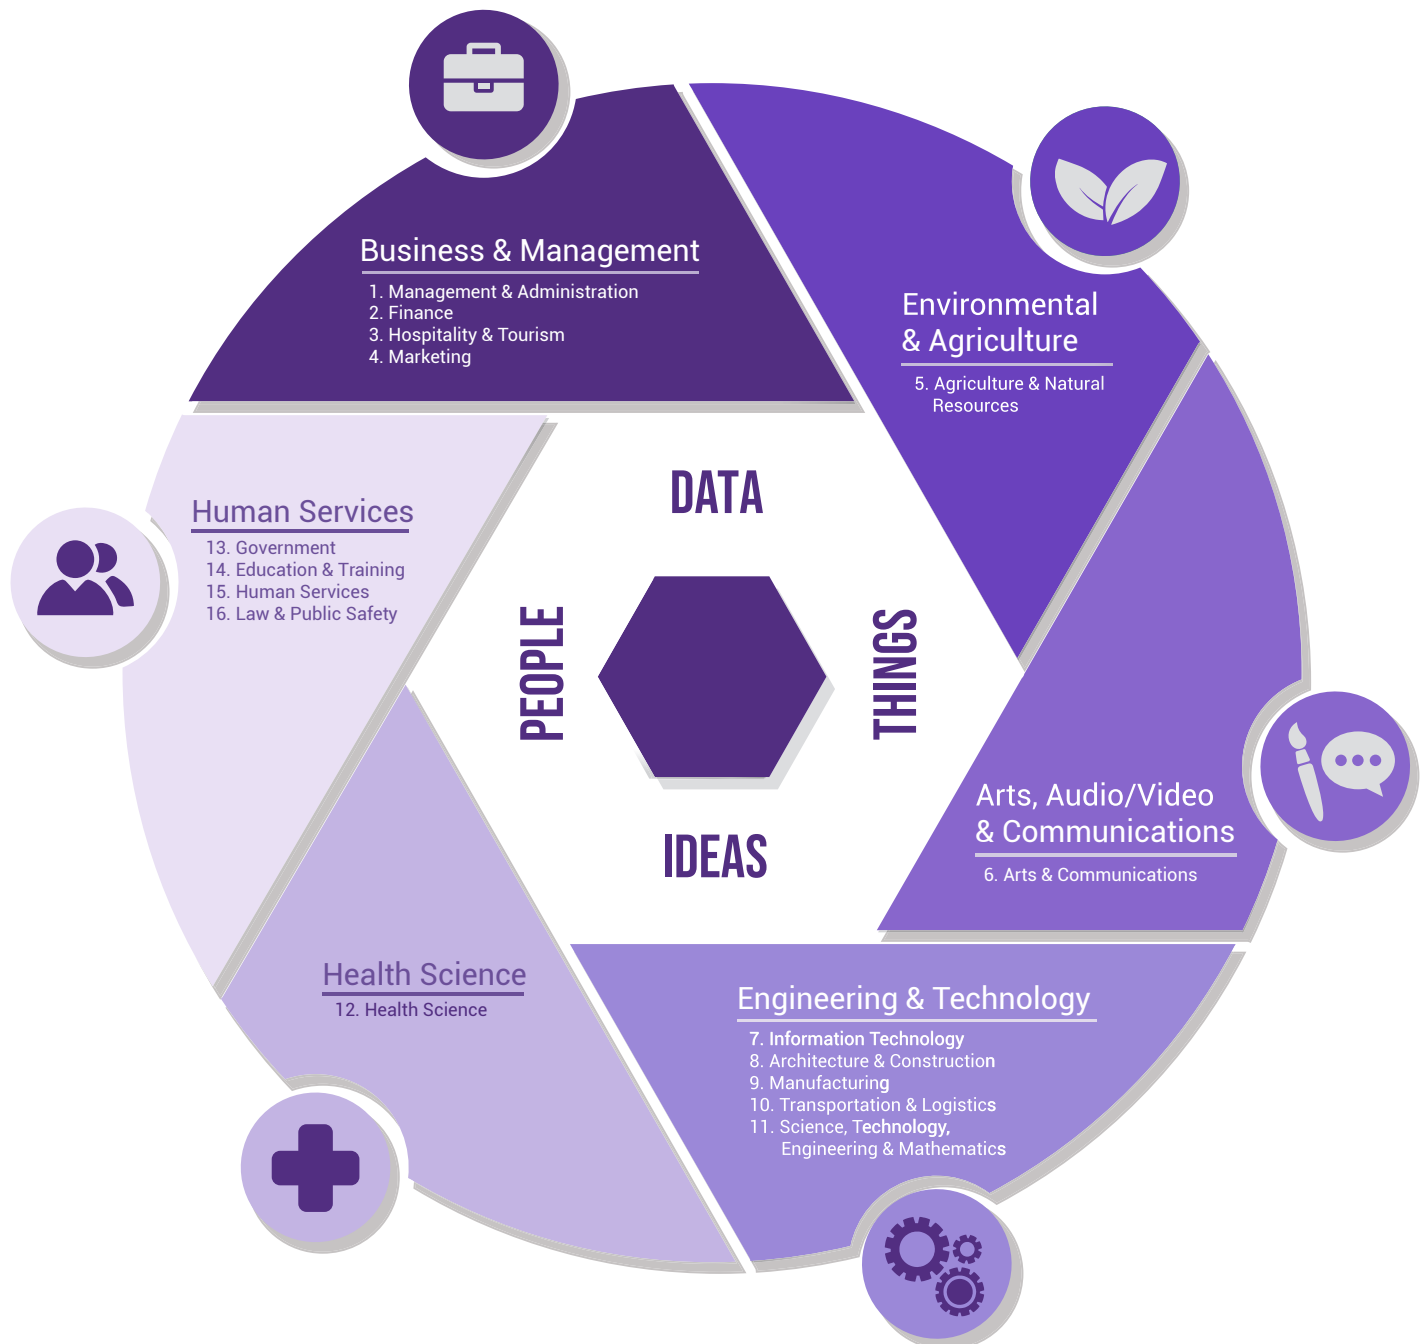 Business & Management
1. Management & Administration
2. Finance
3. Hospitality & Tourism
4. Marketing
Environmental
& Agriculture
5. Agriculture & Natural
Resources
Human Services
13. Government
14. Education & Training
15. Human Services
16. Law & Public Safety
DATA
PEOPLE
THINGS
IDEAS
Arts, Audio/Video
& Communications
6. Arts & Communications
Health Science
12. Health Science
Engineering & Technology
7. Information Technology
8. Architecture & Construction
9. Manufacturing
10. Transportation & Logistics
11. Science, Technology,
Engineering & Mathematics